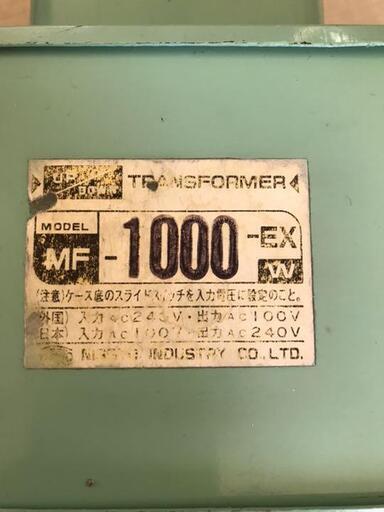 UP
DOWN TRANSFORMER
MODEL
MF-1000-EX
W
(注意)ケース底のスライドスイッチを入力電圧に設定のこと。
外国 入力AC240V・出力AC100V
日本 入力AC100V・出力AC240V
INDUSTRY CO., LTD.